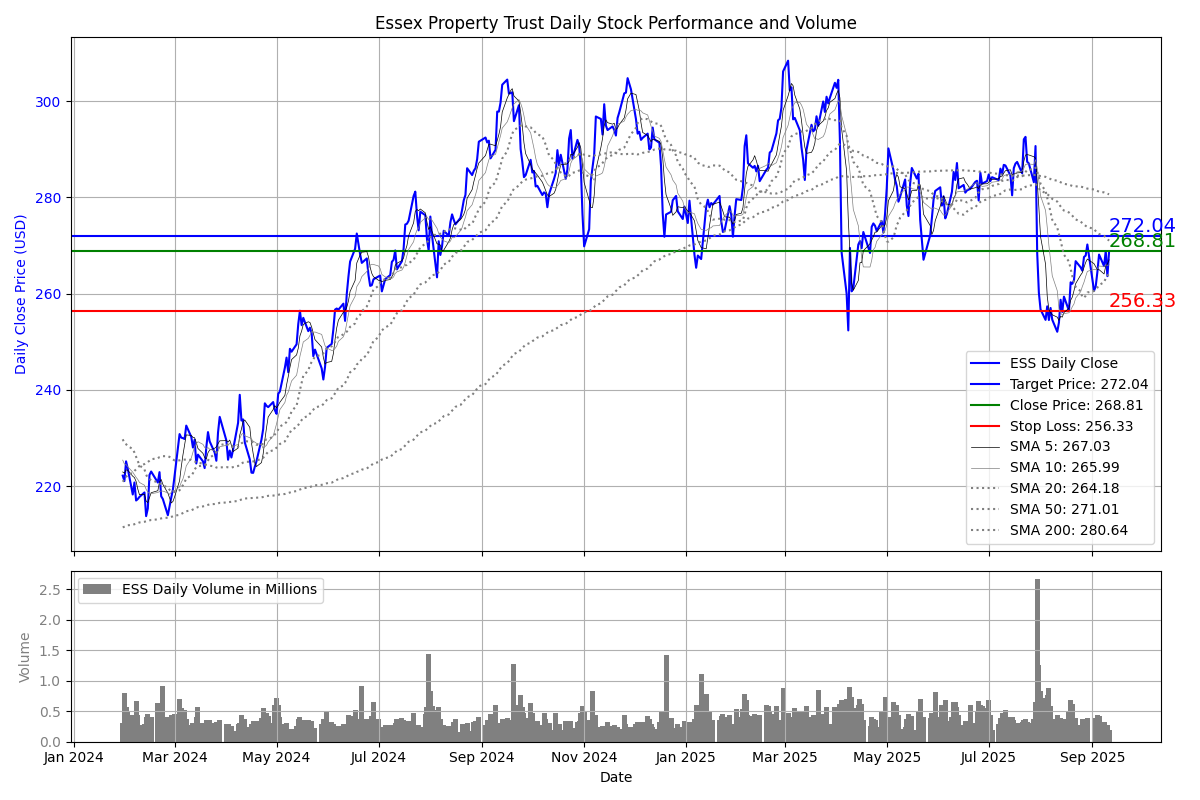 Essex Property Trust Daily Stock Performance and Volume
Daily Close Price (USD)
300
280
260
240
220
272.04
268.81
256.33
ESS Daily Close
Target Price: 272.04
Close Price: 268.81
Stop Loss: 256.33
SMA 5: 267.03
SMA 10: 265.99
SMA 20: 264.18
SMA 50: 271.01
SMA 200: 280.64
Volume
2.5
2.0
1.5
1.0
0.5
0.0
ESS Daily Volume in Millions
Jan 2024 Mar 2024 May 2024 Jul 2024 Sep 2024 Nov 2024 Jan 2025 Mar 2025 May 2025 Jul 2025 Sep 2025
Date